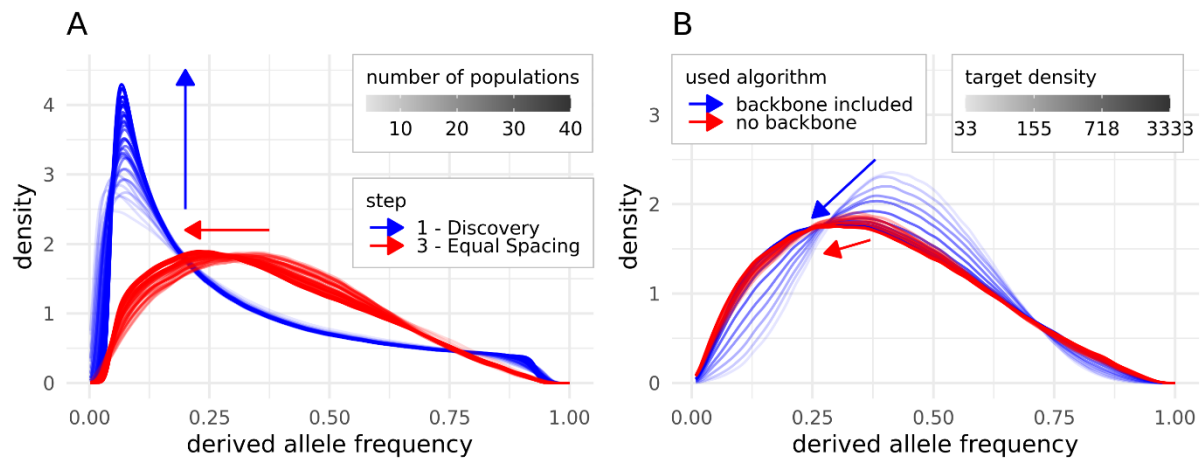 A
number of populations
10 20 30 40
step
1 - Discovery
3 - Equal Spacing
density
4
3
2
1
0
0.00 0.25 0.50 0.75 1.00
derived allele frequency
B
used algorithm
backbone included
no backbone
target density
33 155 718 3333
density
3
2
1
0
0.00 0.25 0.50 0.75 1.00
derived allele frequency